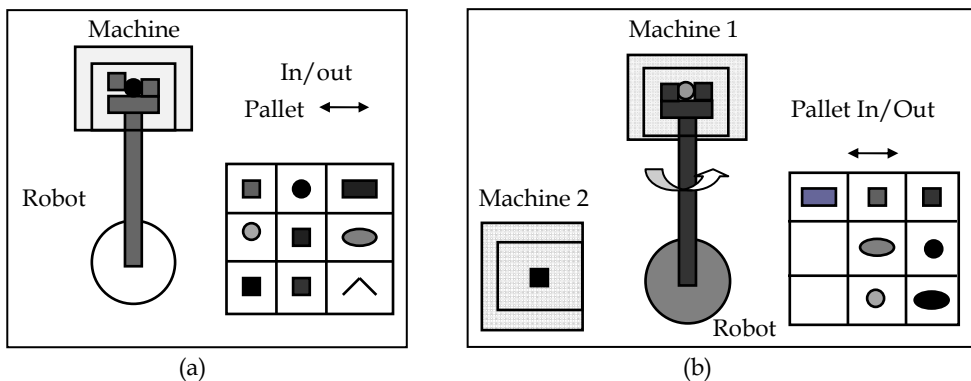 Machine
In/out
Pallet
Robot
(a)
Machine 1
Pallet In/Out
Machine 2
Robot
(b)